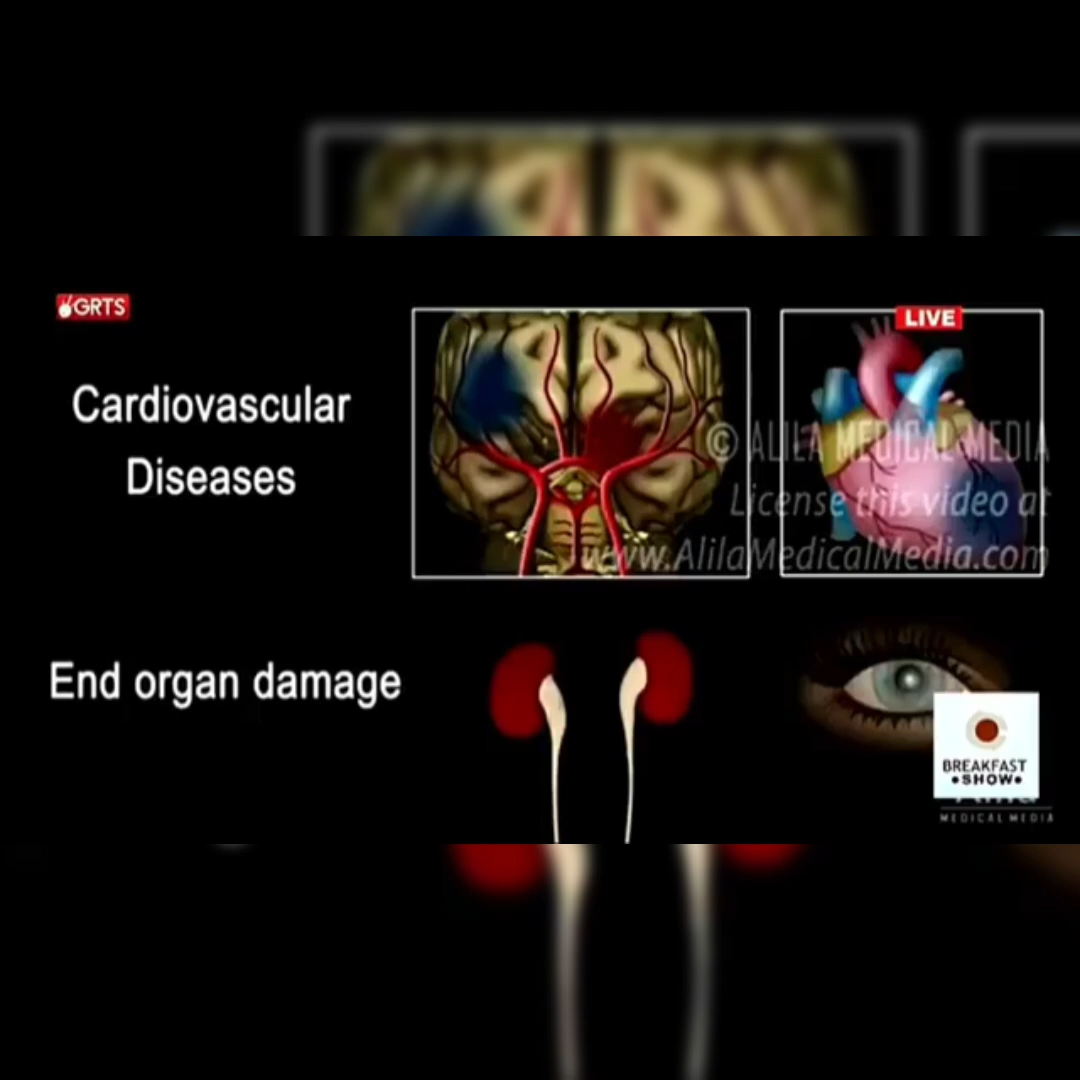 GRTS
LIVE
Cardiovascular
Diseases
© ALILA MEDICAL MEDIA
License this video at
www.AlilaMedicalMedia.com
End organ damage
BREAKFAST
•SHOW•
MEDICAL MEDIA